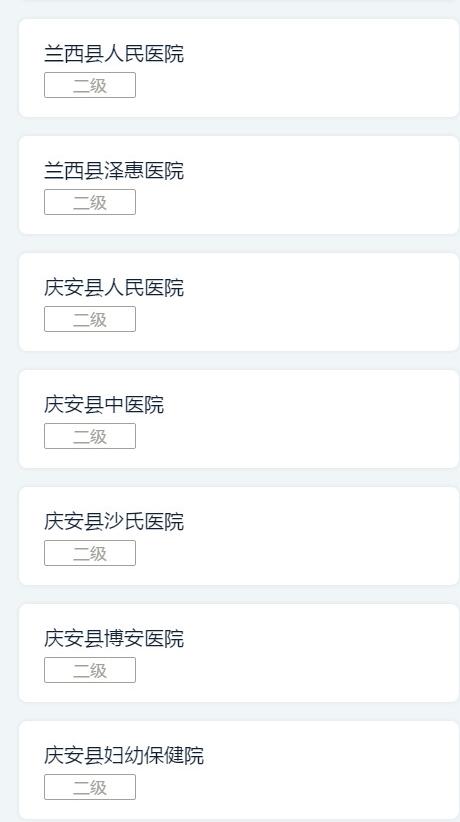 兰西县人民医院
二级
兰西县泽惠医院
二级
庆安县人民医院
二级
庆安县中医院
二级
庆安县沙氏医院
二级
庆安县博安医院
二级
庆安县妇幼保健院
二级